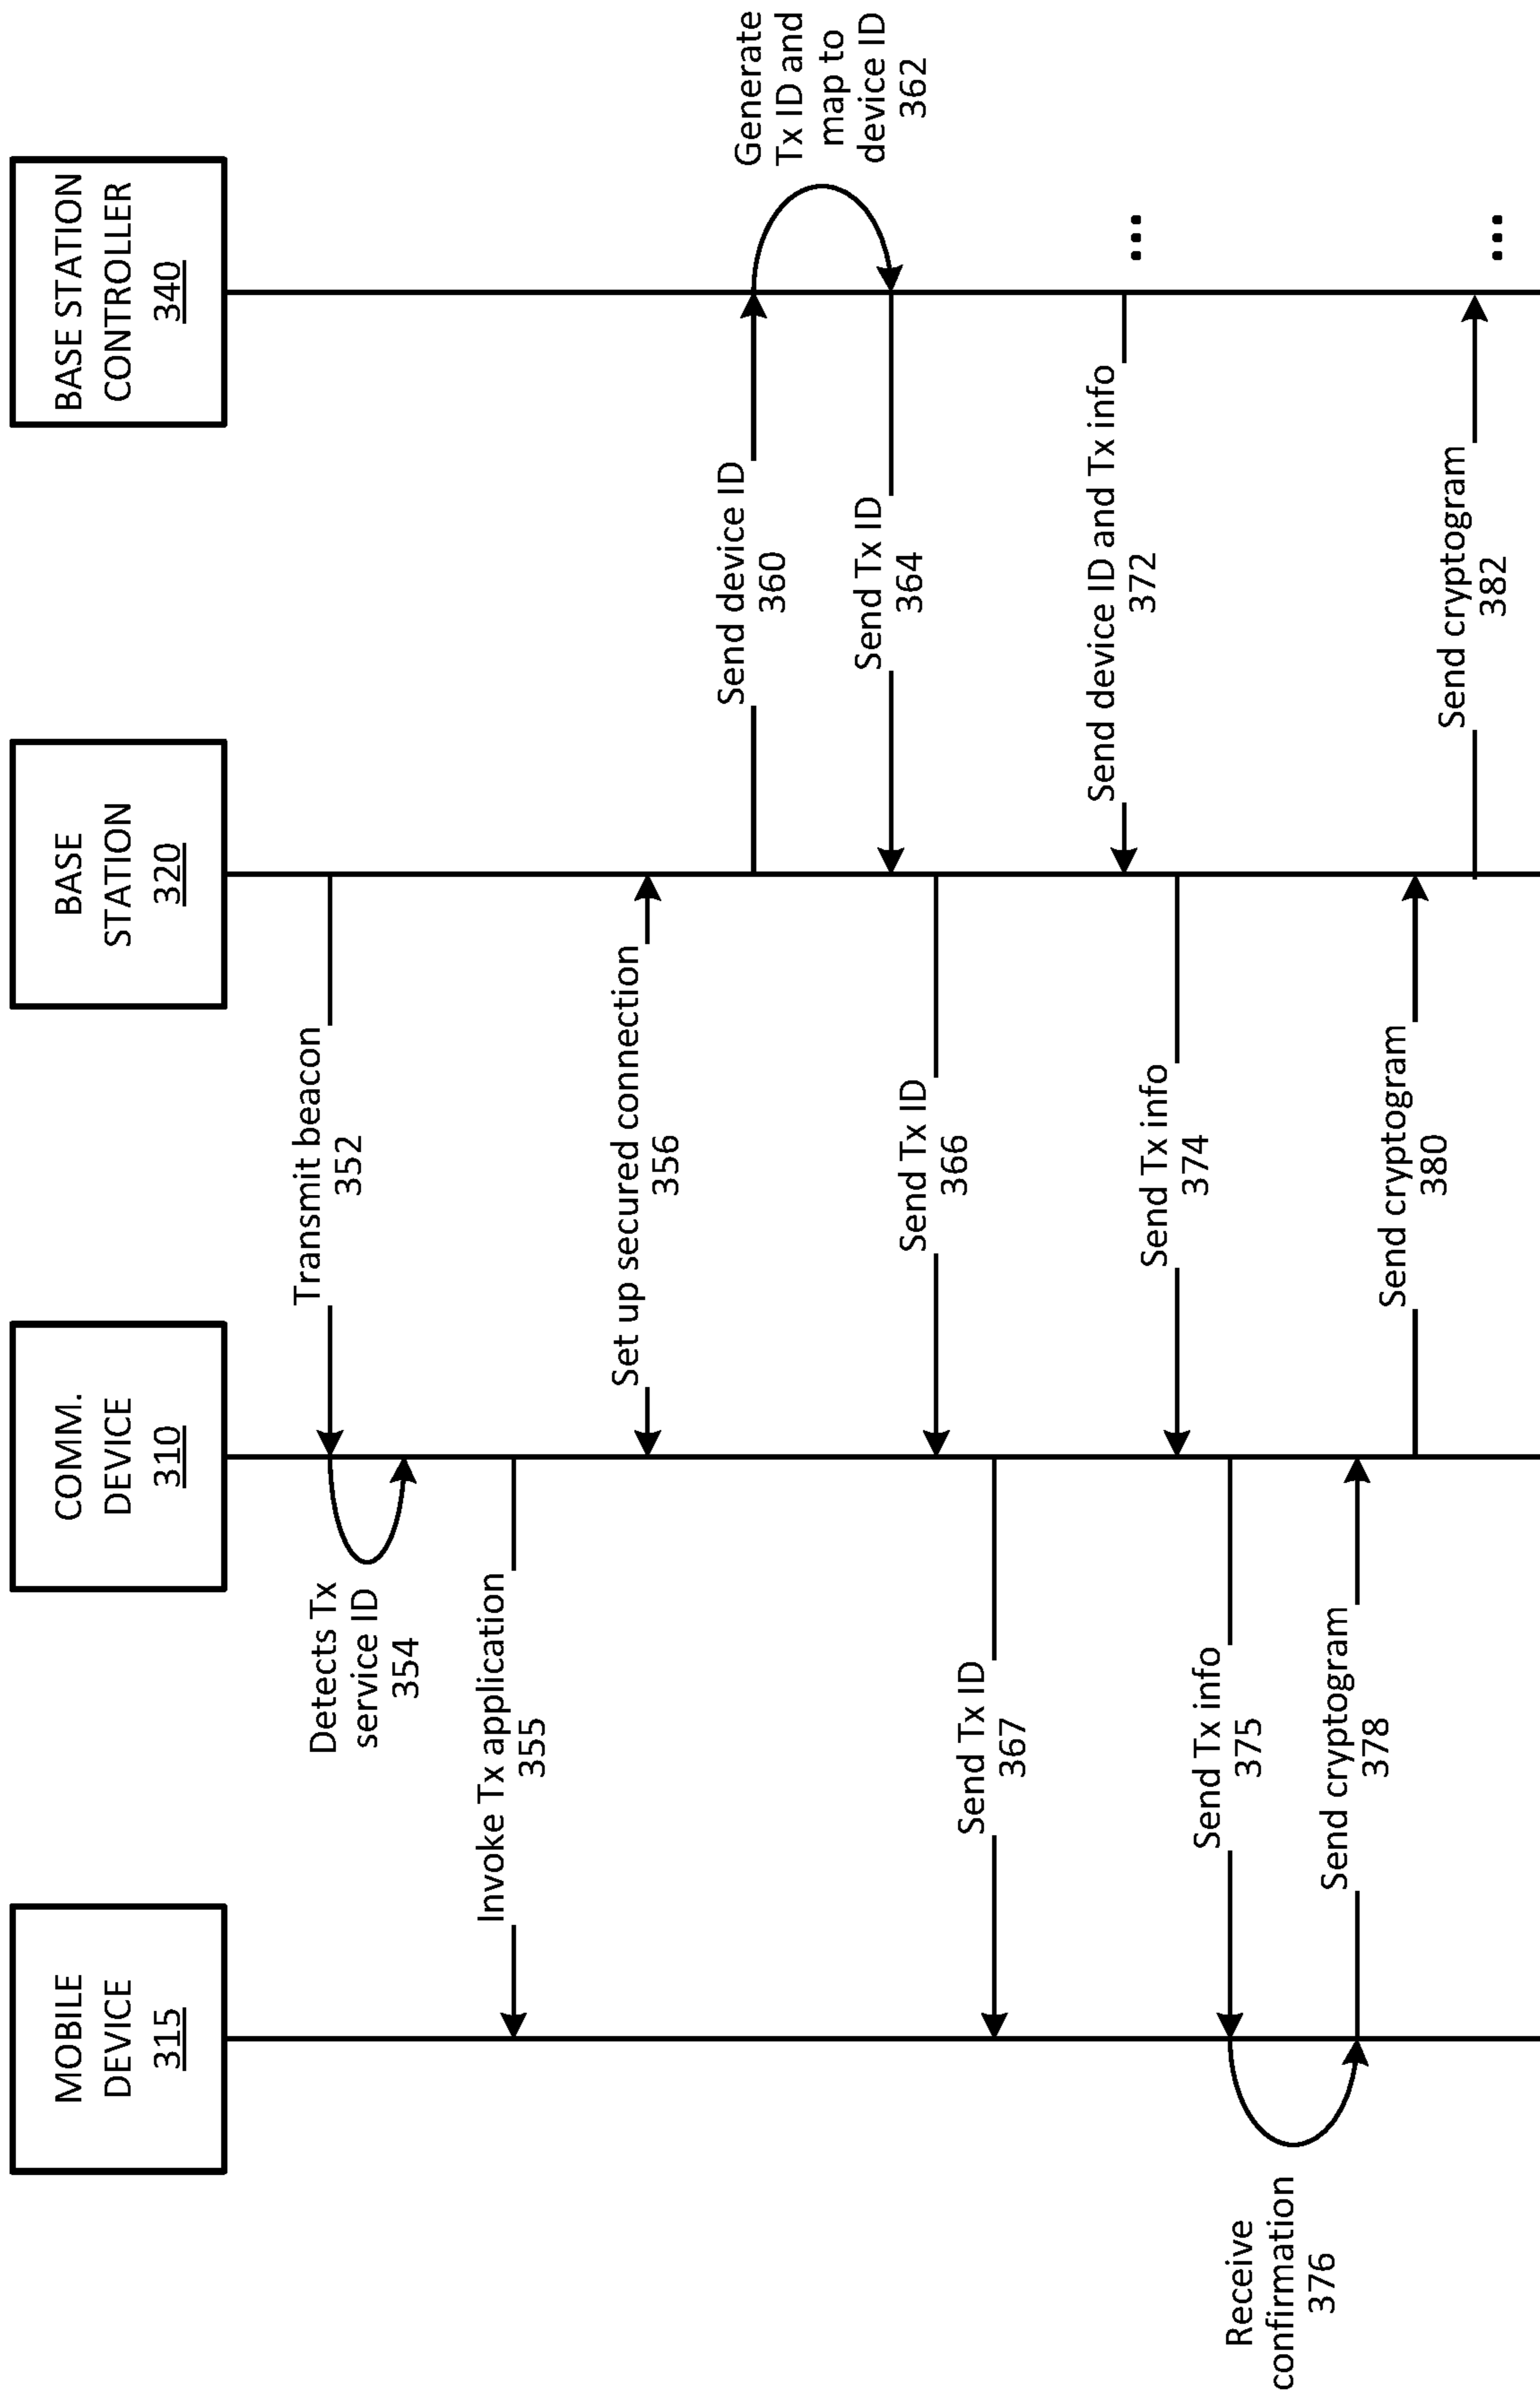 MOBILE
DEVICE
315
COMM.
DEVICE
310
BASE
STATION
320
BASE STATION
CONTROLLER
340
Transmit beacon
352
Detects Tx
service ID
354
Invoke Tx application
355
Set up secured connection
356
Send device ID
360
Generate
Tx ID and
map to
device ID
362
Send Tx ID
364
Send Tx ID
366
Send Tx ID
367
Send device ID and Tx info
372
...
Send Tx info
374
Send Tx info
375
Receive
confirmation
376
Send cryptogram
378
Send cryptogram
380
Send cryptogram
382
...